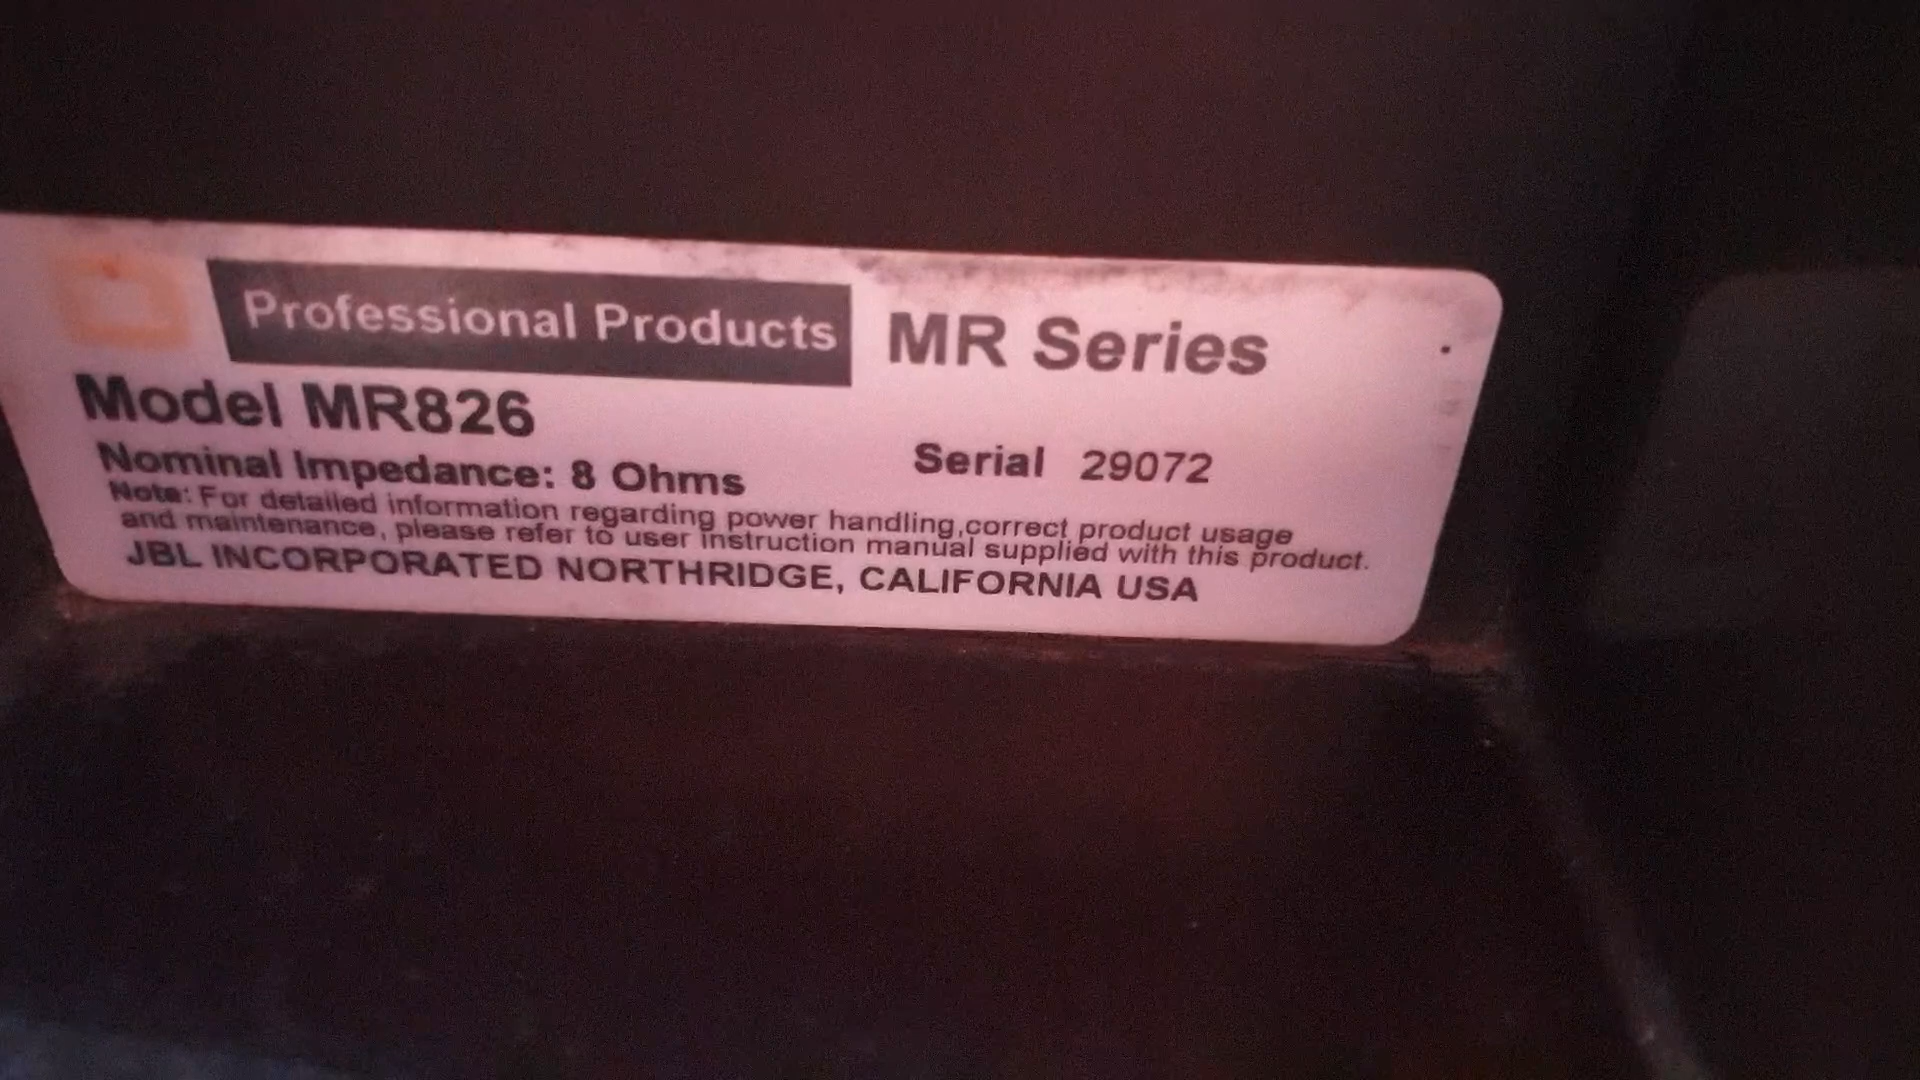 Professional Products MR Series
Model MR826
Nominal Impedance: 8 Ohms Serial 29072
Note: For detailed information regarding power handling,correct product usage
and maintenance, please refer to user instruction manual supplied with this product.
JBL INCORPORATED NORTHRIDGE, CALIFORNIA USA